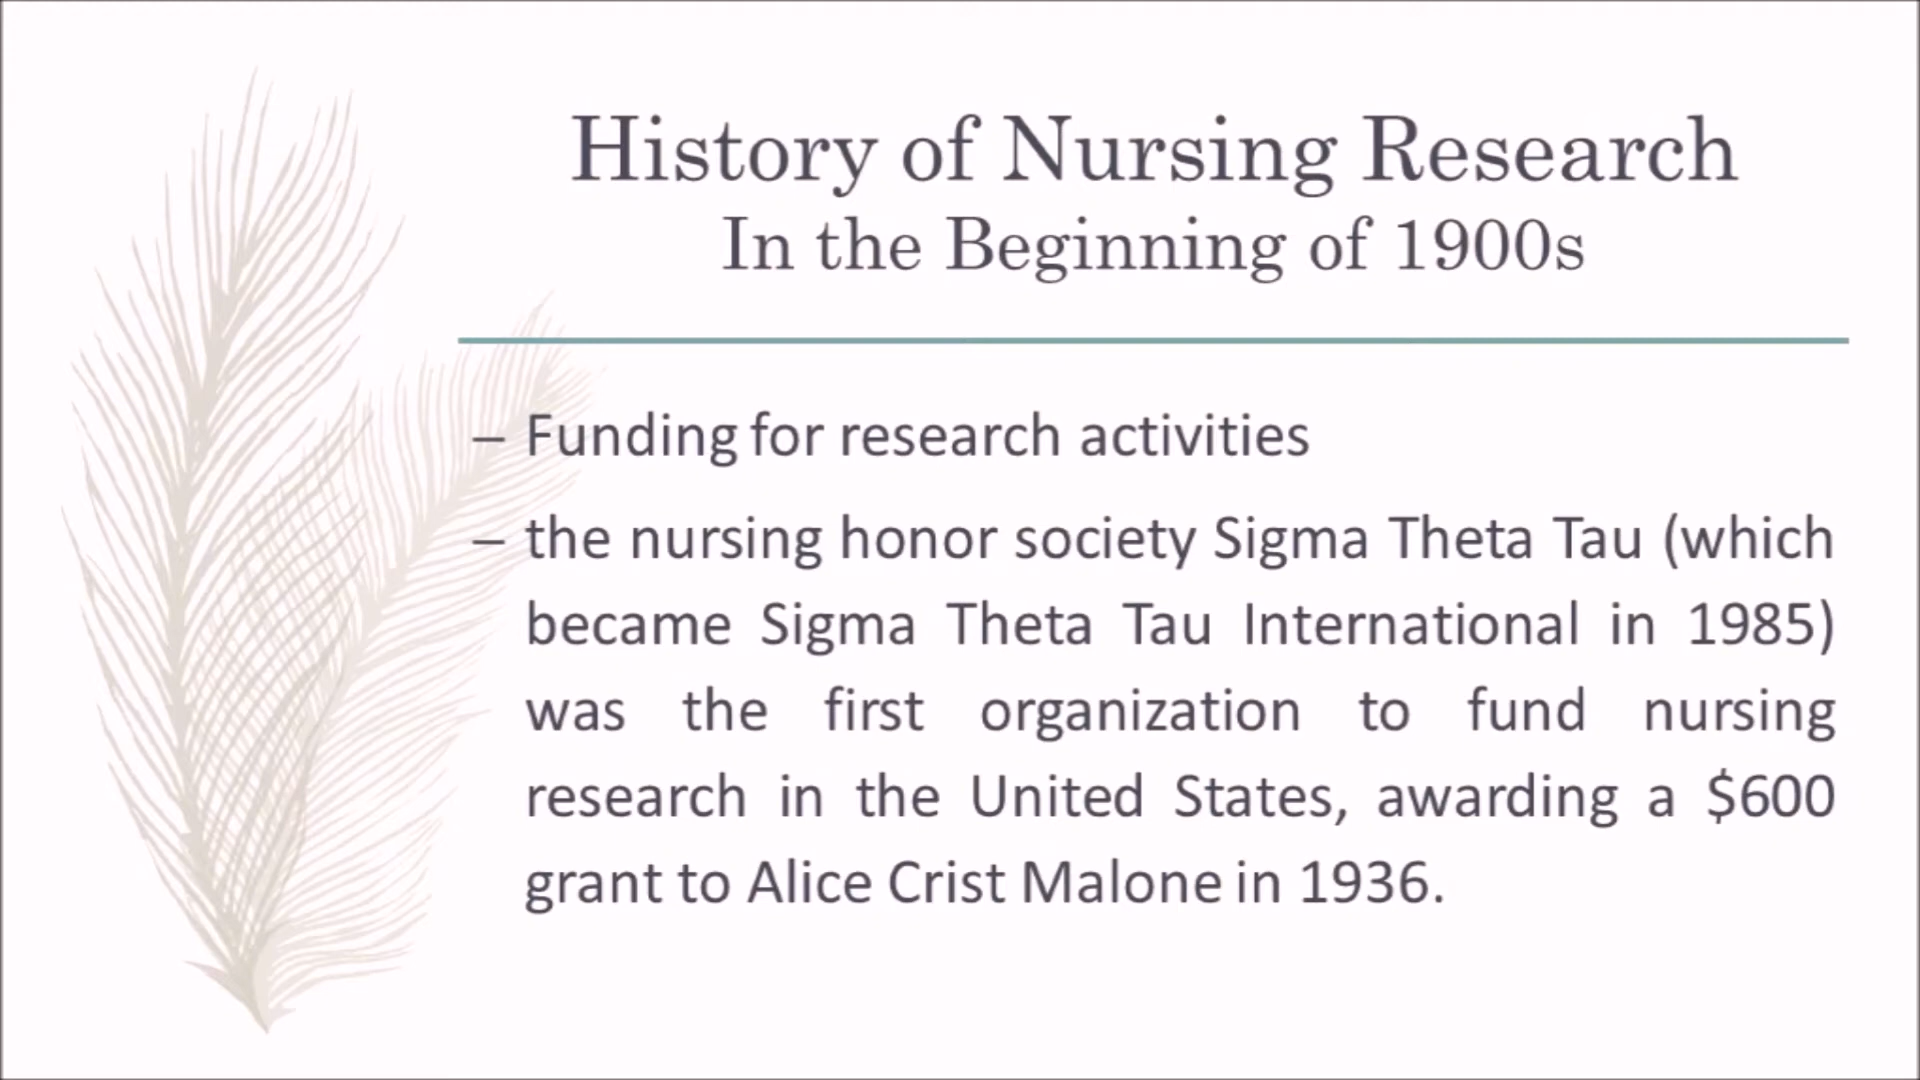 History of Nursing Research
In the Beginning of 1900s
– Funding for research activities
– the nursing honor society Sigma Theta Tau (which
became Sigma Theta Tau International in 1985)
was the first organization to fund nursing
research in the United States, awarding a $600
grant to Alice Crist Malone in 1936.